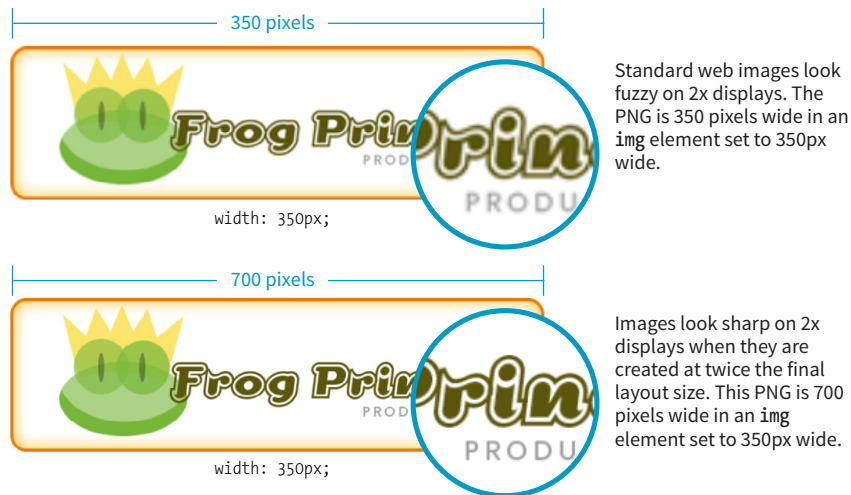 350 pixels
Frog Prin
PRODU
rin
PRODU
width: 350px;
Standard web images look
fuzzy on 2x displays. The
PNG is 350 pixels wide in an
img element set to 350px
wide.
700 pixels
Frog Prin
PROD
rin
PRODU
width: 350px;
Images look sharp on 2x
displays when they are
created at twice the final
layout size. This PNG is 700
pixels wide in an img
element set to 350px wide.